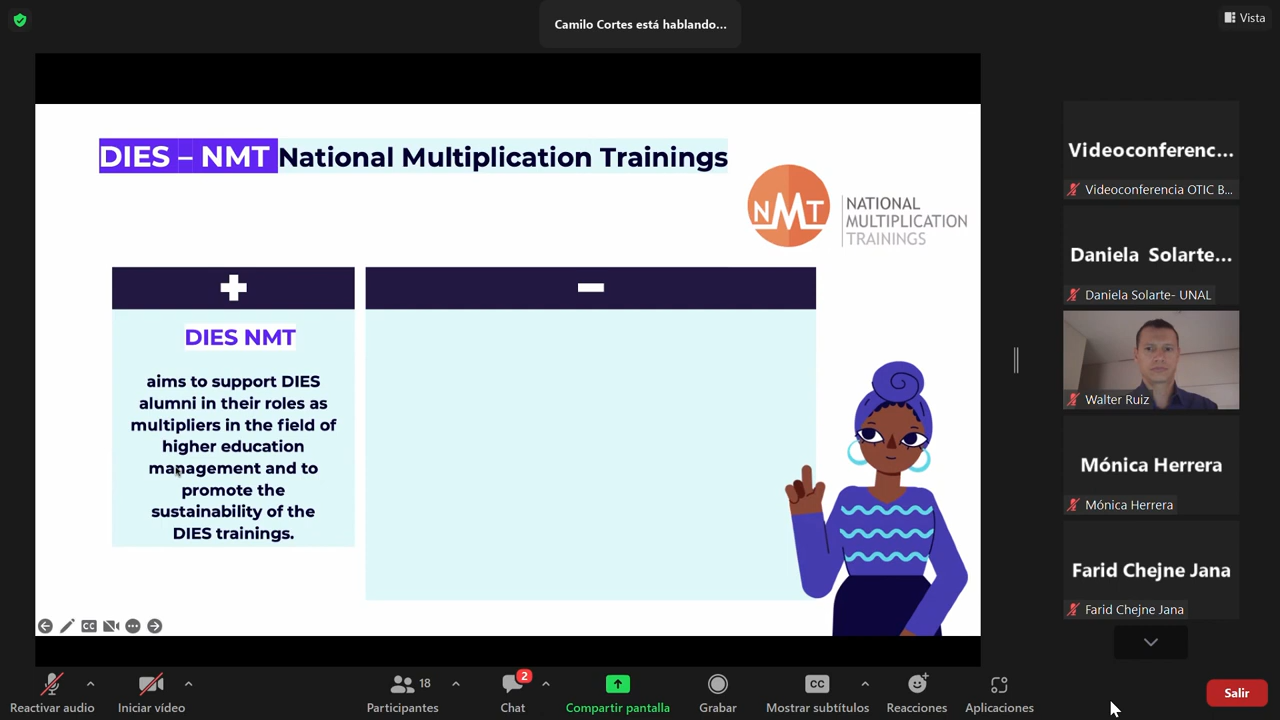 Camilo Cortes está hablando...
Vista
DIES – NMT National Multiplication Trainings
NMT
NATIONAL
MULTIPLICATION
TRAININGS
DIES NMT
aims to support DIES
alumni in their roles as
multipliers in the field of
higher education
management and to
promote the
sustainability of the
DIES trainings.
Videoconferenc...
Videoconferencia OTIC B...
Daniela Solarte...
Daniela Solarte- UNAL
Walter Ruiz
Mónica Herrera
Mónica Herrera
Farid Chejne Jana
Farid Chejne Jana
CC
Reactivar audio
Iniciar vídeo
18
Participantes
2
Chat
Compartir pantalla
Grabar
CC
Mostrar subtítulos
Reacciones
Aplicaciones
Salir